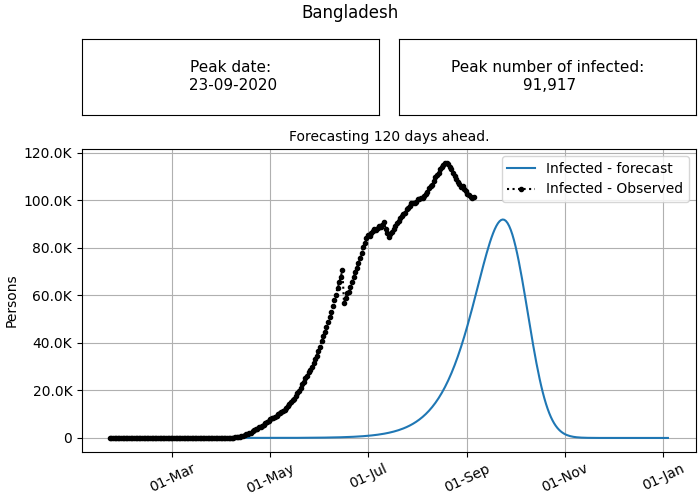 Bangladesh
Peak date:
23-09-2020
Peak number of infected:
91,917
Forecasting 120 days ahead.
120.0K
100.0K
80.0K
60.0K
40.0K
20.0K
0
Persons
Infected - forecast
Infected - Observed
01-Mar
01-May
01-Jul
01-Sep
01-Nov
01-Jan